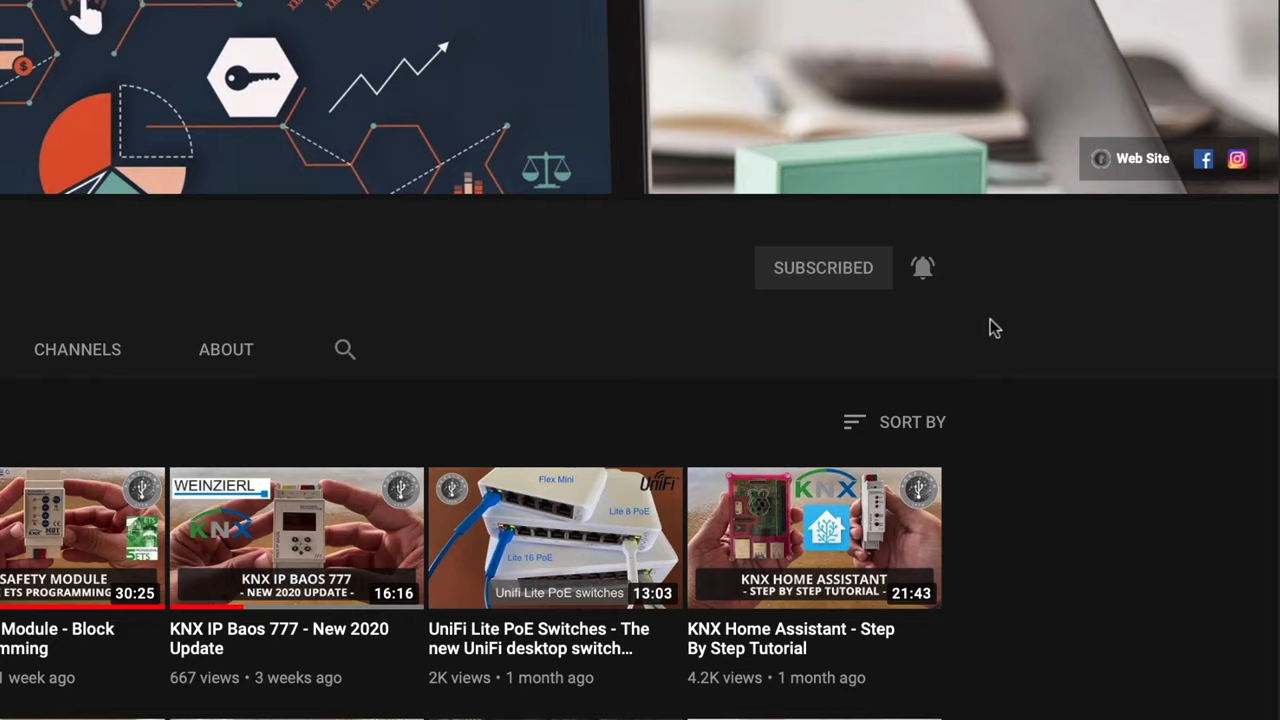 Web Site
SUBSCRIBED
CHANNELS
ABOUT
SORT BY
SAFETY MODULE
ETS PROGRAMMING
30:25
Module - Block
mming
1 week ago
WEINZIERL
KNX
KNX IP BAOS 777
- NEW 2020 UPDATE -
16:16
KNX IP Baos 777 - New 2020
Update
667 views • 3 weeks ago
Flex Mini
UniFi
Lite 8 PoE
Lite 16 PoE
Unifi Lite PoE switches
13:03
UniFi Lite PoE Switches - The
new UniFi desktop switch...
2K views • 1 month ago
KNX
KNX HOME ASSISTANT
- STEP BY STEP TUTORIAL -
21:43
KNX Home Assistant - Step
By Step Tutorial
4.2K views • 1 month ago